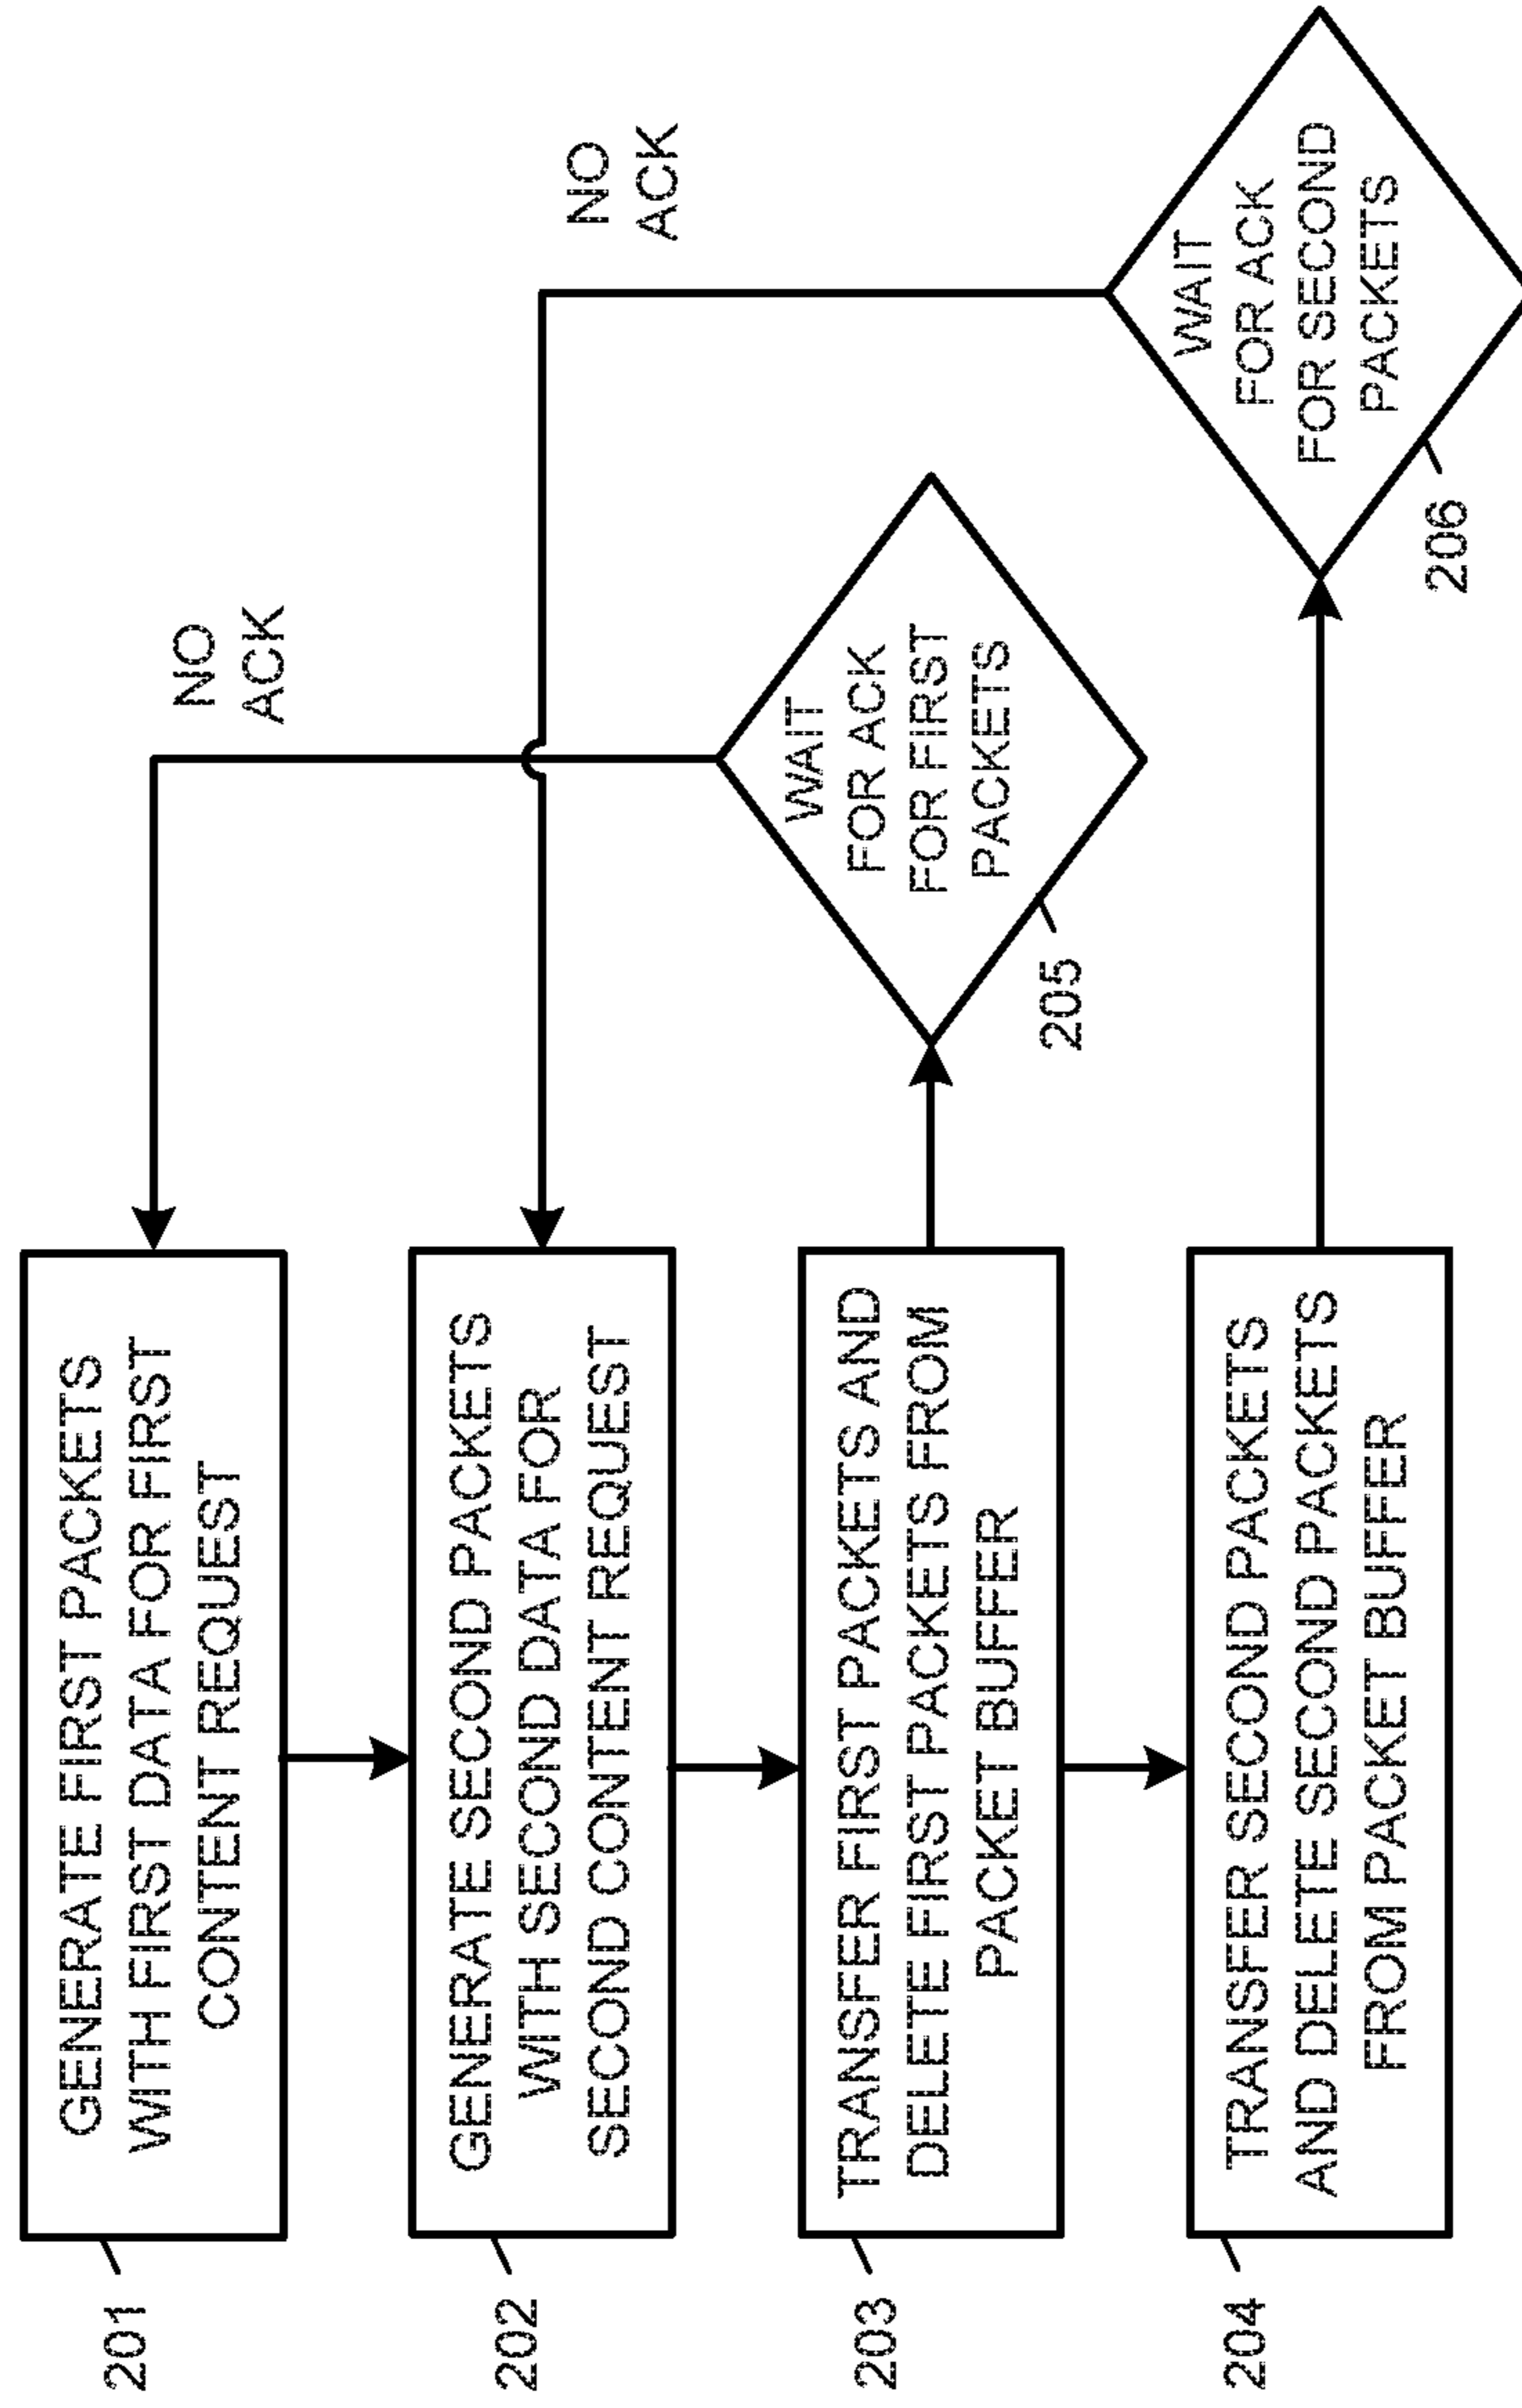 201
GENERATE FIRST PACKETS
WITH FIRST DATA FOR FIRST
CONTENT REQUEST
NO
ACK
202
GENERATE SECOND PACKETS
WITH SECOND DATA FOR
SECOND CONTENT REQUEST
NO
ACK
203
TRANSFER FIRST PACKETS AND
DELETE FIRST PACKETS FROM
PACKET BUFFER
WAIT
FOR ACK
FOR FIRST
PACKETS
205
204
TRANSFER SECOND PACKETS
AND DELETE SECOND PACKETS
FROM PACKET BUFFER
WAIT
FOR ACK
FOR SECOND
PACKETS
206